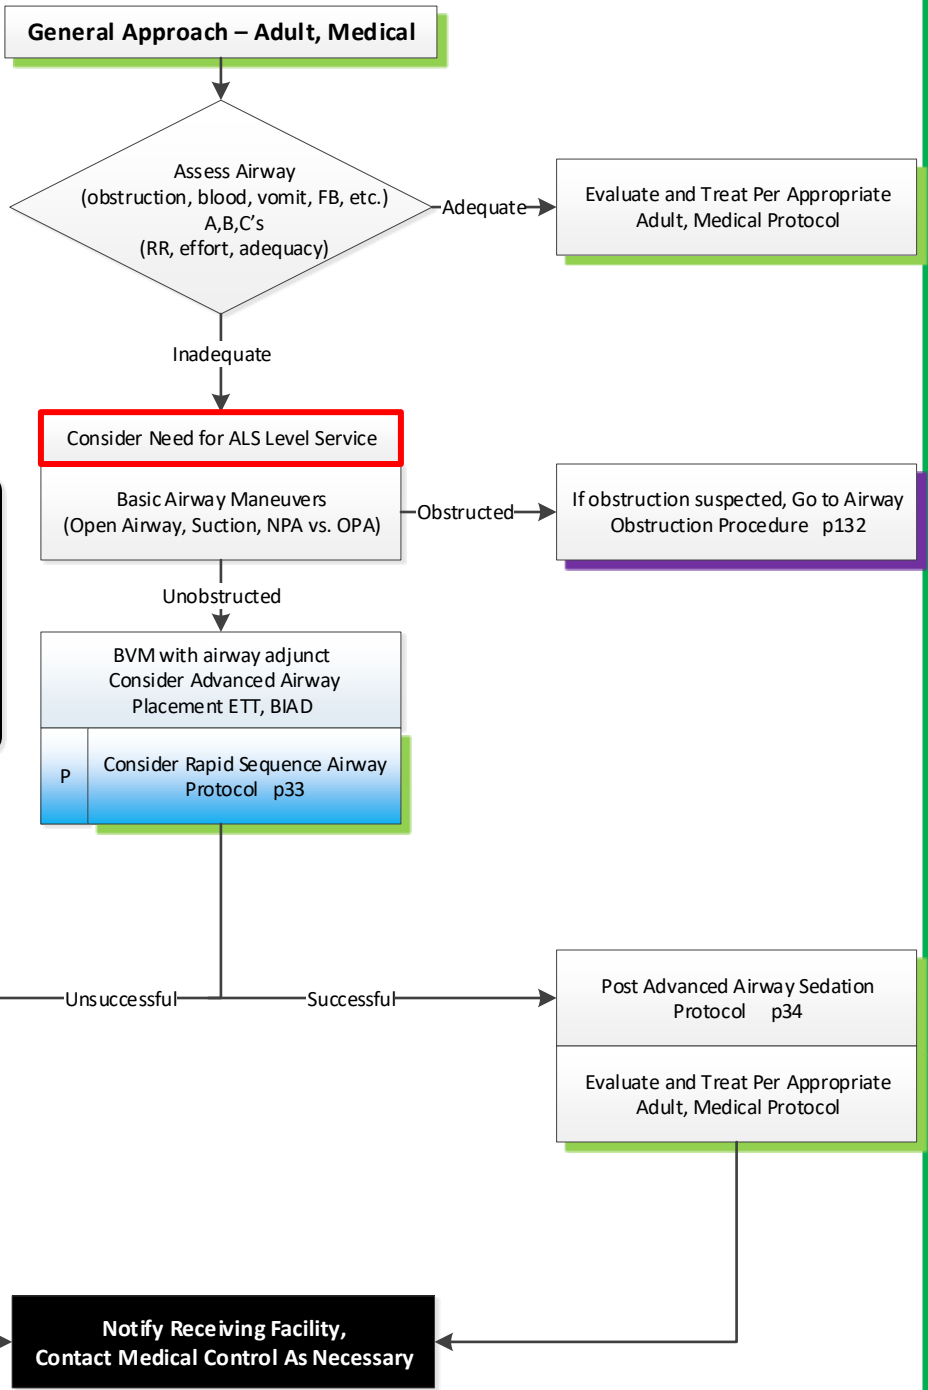 General Approach – Adult, Medical
Assess Airway
(obstruction, blood, vomit, FB, etc.)
A,B,C's
(RR, effort, adequacy)
Adequate
Evaluate and Treat Per Appropriate
Adult, Medical Protocol
Inadequate
Consider Need for ALS Level Service
Basic Airway Maneuvers
(Open Airway, Suction, NPA vs. OPA)
Obstructed
If obstruction suspected, Go to Airway
Obstruction Procedure p132
Unobstructed
BVM with airway adjunct
Consider Advanced Airway
Placement ETT, BIAD
P
Consider Rapid Sequence Airway
Protocol p33
Unsuccessful
Successful
Post Advanced Airway Sedation
Protocol p34
Evaluate and Treat Per Appropriate
Adult, Medical Protocol
Notify Receiving Facility,
Contact Medical Control As Necessary